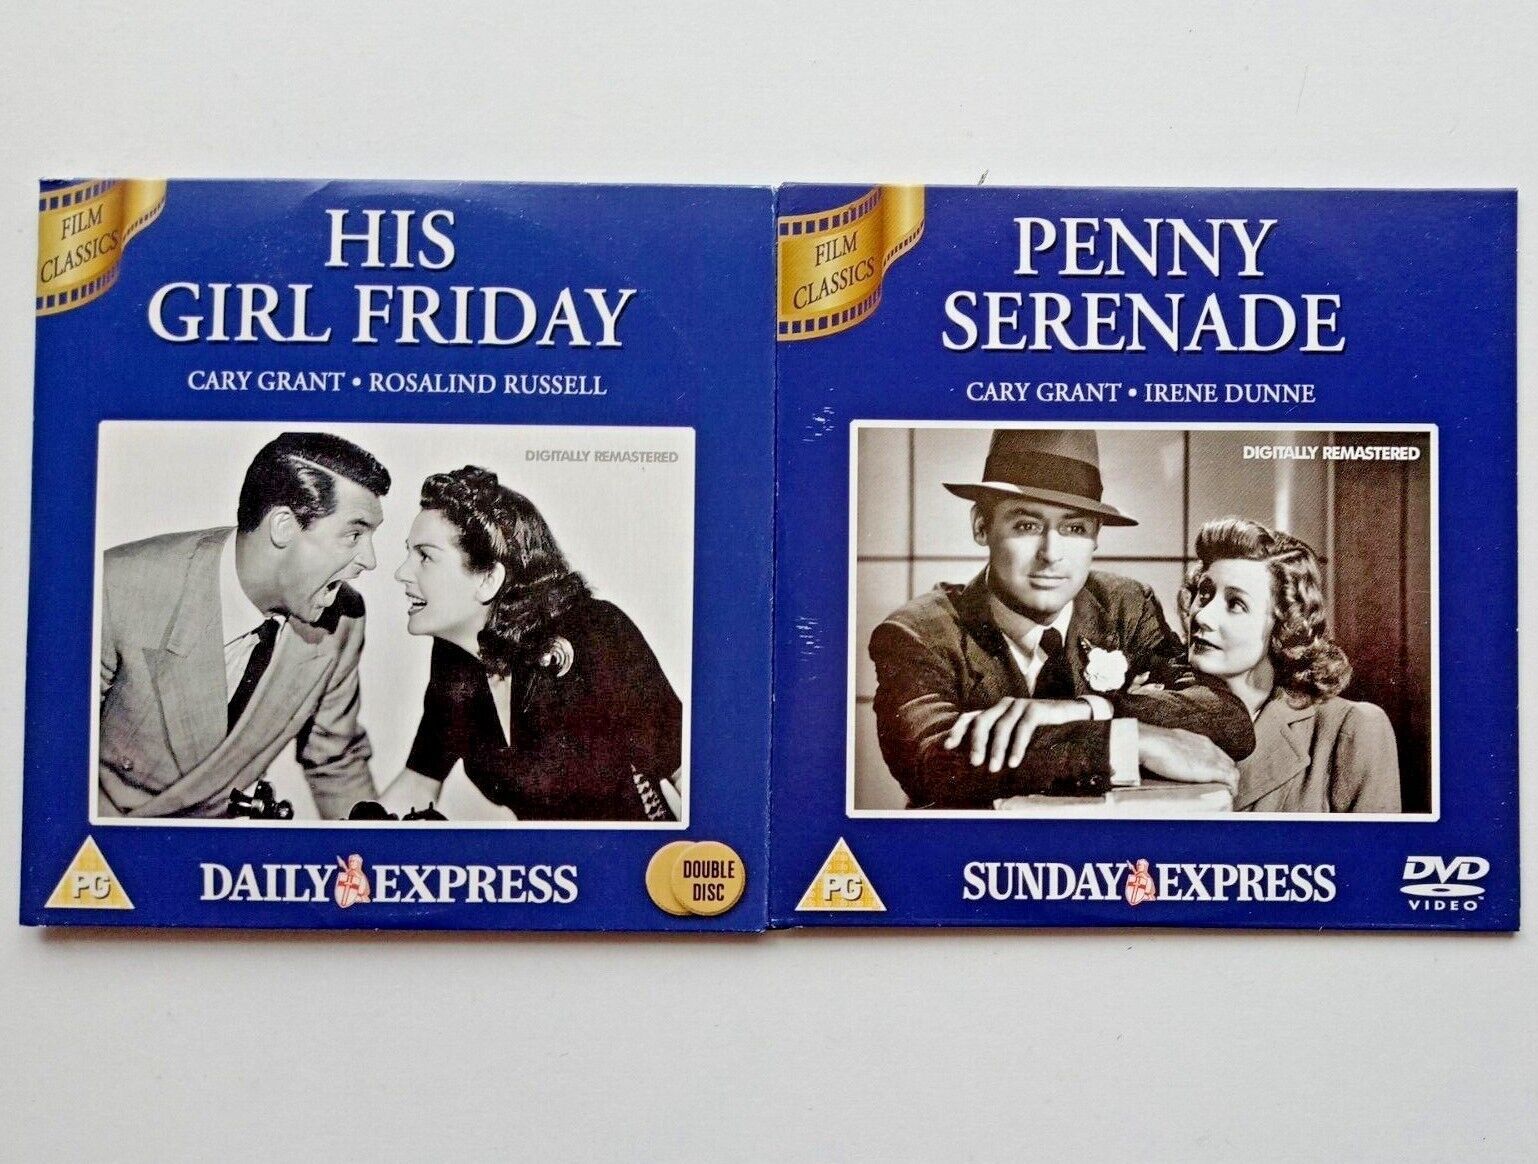 FILM
CLASSICS
HIS
GIRL FRIDAY
CARY GRANT • ROSALIND RUSSELL
DIGITALLY REMASTERED
PG
DAILY EXPRESS
DOUBLE
DISC
FILM
CLASSICS
PENNY
SERENADE
CARY GRANT • IRENE DUNNE
DIGITALLY REMASTERED
PG
SUNDAY EXPRESS
DVD
VIDEO™